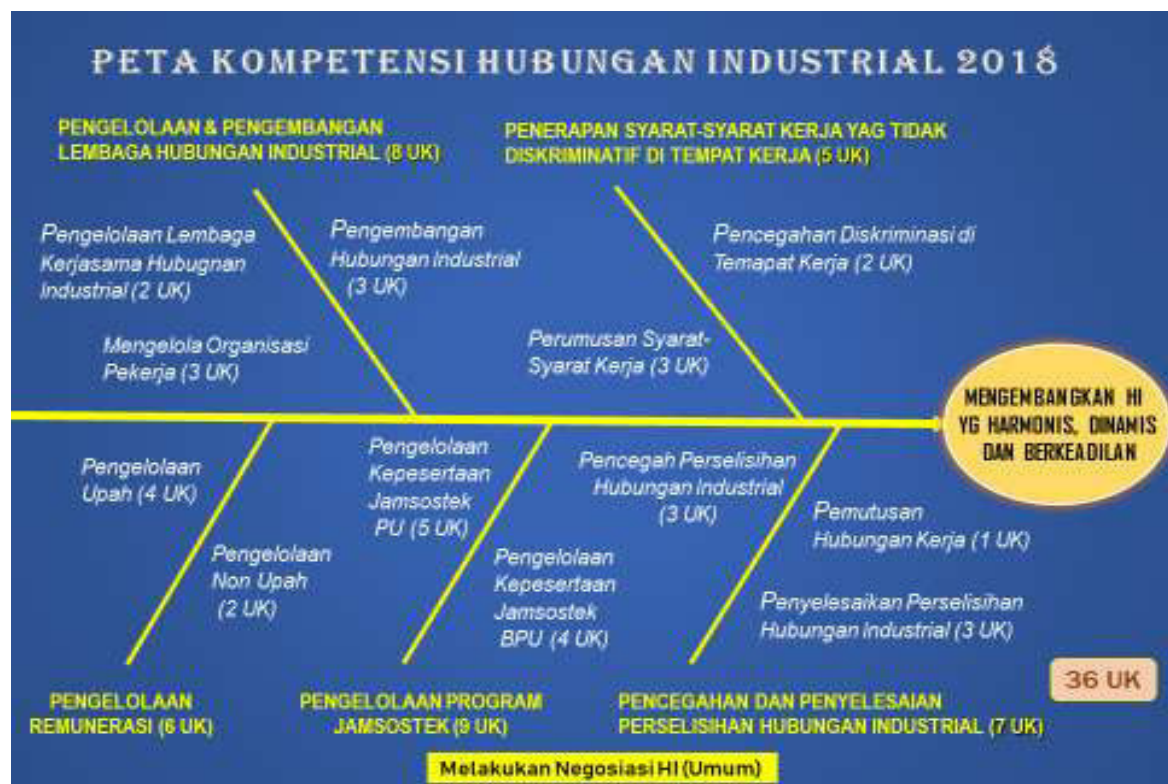 PETA KOMPETENSI HUBUNGAN INDUSTRIAL 2018
PENGELOLAAN & PENGEMBANGAN
LEMBAGA HUBUNGAN INDUSTRIAL (8 UK)
PENERAPAN SYARAT-SYARAT KERJA YAG TIDAK
DISKRIMINATIF DI TEMPAT KERJA (5 UK)
Pengelolaan Lembaga
Kerjasama Hubugnan
Industrial (2 UK)
Pengembangan
Hubungan Industrial
(3 UK)
Pencegahan Diskriminasi di
Temapat Kerja (2 UK)
Mengelola Organisasi
Pekerja (3 UK)
Perumusan Syarat-
Syarat Kerja (3 UK)
MENGEMBANGKAN HI
YG HARMONIS, DINAMIS
DAN BERKEADILAN
Pengelolaan
Upah (4 UK)
Pengelolaan
Kepesertaan
Jamsostek
PU (5 UK)
Pencegah Perselisihan
Hubungan Industrial
(3 UK)
Pemutusan
Hubungan Kerja (1 UK)
Pengelolaan
Non Upah
(2 UK)
Pengelolaan
Kepesertaan
Jamsostek
BPU (4 UK)
Penyelesaikan Perselisihan
Hubungan Industrial (3 UK)
36 UK
PENGELOLAAN
REMUNERASI (6 UK)
PENGELOLAAN PROGRAM
JAMSOSTEK (9 UK)
PENCEGAHAN DAN PENYELESAIAN
PERSELISIHAN HUBUNGAN INDUSTRIAL (7 UK)
Melakukan Negosiasi HI (Umum)